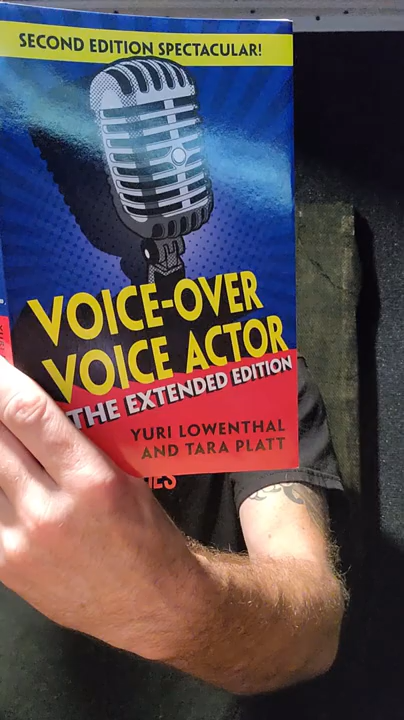 SECOND EDITION SPECTACULAR!
VOICE-OVER
VOICE ACTOR
THE EXTENDED EDITION
YURI LOWENTHAL
AND TARA PLATT